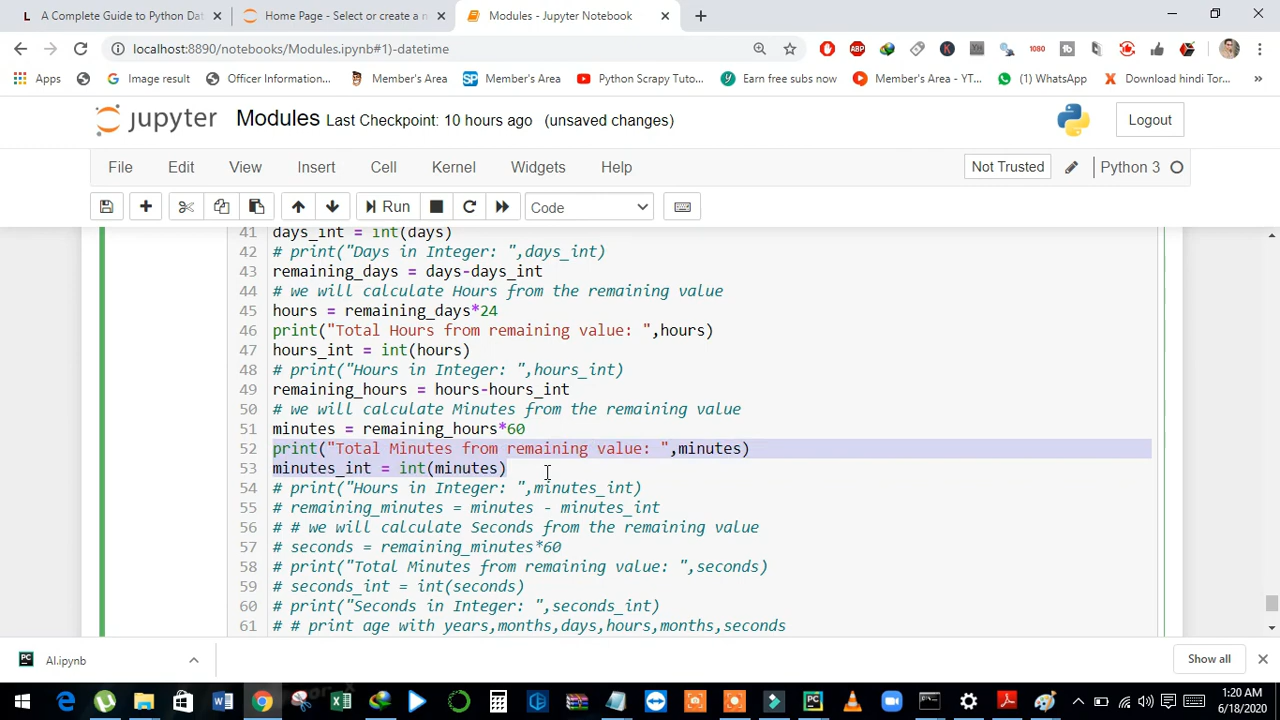 L A Complete Guide to Python Dat
Home Page - Select or create a n
Modules - Jupyter Notebook
localhost:8890/notebooks/Modules.ipynb#1)-datetime
Apps
Image result
Officer Information...
Member's Area
SP Member's Area
Python Scrapy Tuto...
Earn free subs now
Member's Area - YT...
(1) WhatsApp
Download hindi Tor...
jupyter Modules Last Checkpoint: 10 hours ago (unsaved changes)
Logout
File Edit View Insert Cell Kernel Widgets Help
Not Trusted
Python 3
Run
Code
41 days_int = int(days)
42 # print("Days in Integer: ",days_int)
43 remaining_days = days-days_int
44 # we will calculate Hours from the remaining value
45 hours = remaining_days*24
46 print("Total Hours from remaining value: ",hours)
47 hours_int = int(hours)
48 # print("Hours in Integer: ",hours_int)
49 remaining_hours = hours-hours_int
50 # we will calculate Minutes from the remaining value
51 minutes = remaining_hours*60
52 print("Total Minutes from remaining value: ",minutes)
53 minutes_int = int(minutes)
54 # print("Hours in Integer: ",minutes_int)
55 # remaining_minutes = minutes - minutes_int
56 # # we will calculate Seconds from the remaining value
57 # seconds = remaining_minutes*60
58 # print("Total Minutes from remaining value: ",seconds)
59 # seconds_int = int(seconds)
60 # print("Seconds in Integer: ",seconds_int)
61 # # print age with years,months,days,hours,months,seconds
AI.ipynb
Show all
1:20 AM
6/18/2020